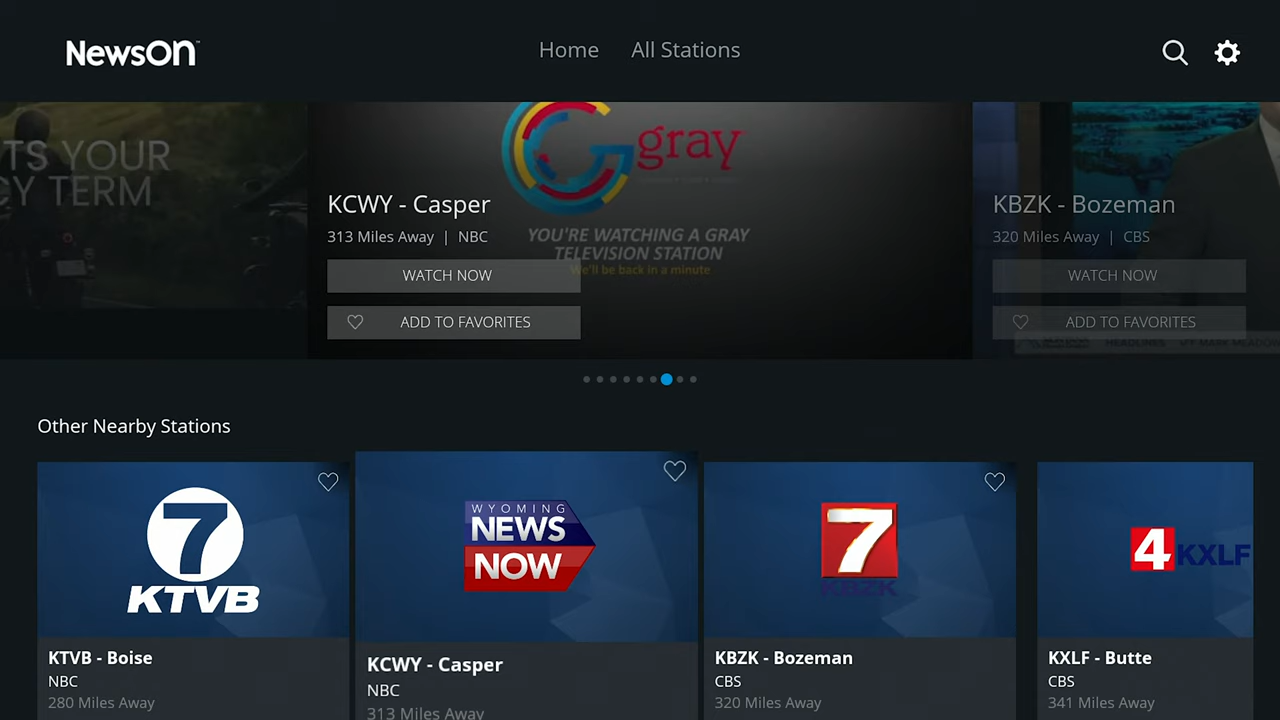 NewsON
Home
All Stations
TS YOUR
CY TERM
gray
KCWY - Casper
313 Miles Away | NBC
YOU'RE WATCHING A GRAY
TELEVISION STATION
We'll be back in a minute
WATCH NOW
ADD TO FAVORITES
KBZK - Bozeman
320 Miles Away | CBS
WATCH NOW
ADD TO FAVORITES
HEADLINES
Other Nearby Stations
7
KTVB
KTVB - Boise
NBC
280 Miles Away
WYOMING
NEWS
NOW
KCWY - Casper
NBC
313 Miles Away
7
KBZK
KBZK - Bozeman
CBS
320 Miles Away
4 KXLF
KXLF - Butte
CBS
341 Miles Away